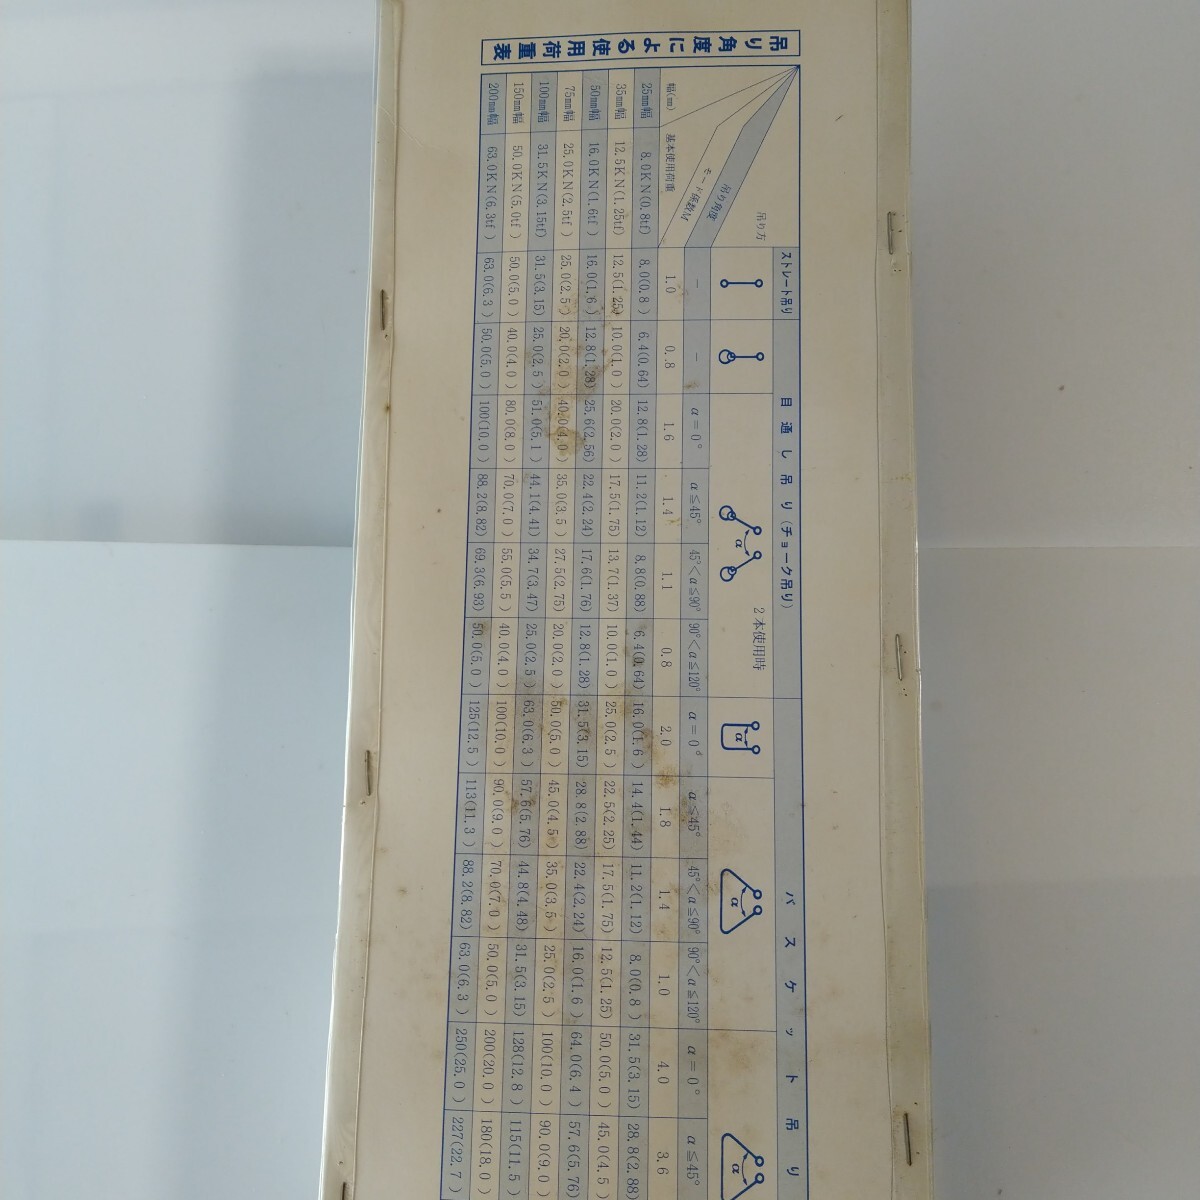 吊り角度による使用荷重表
吊り方 ストレート吊り 目通し吊り(チョーク吊り) バスケット吊り
2本使用時
α α α α
吊り角度 — — α=0° α≦45° 45°<α≦90° 90°<α≦120° α=0° α≦45° 45°<α≦90° 90°<α≦120° α=0° α≦45°
モード係数M
幅(㎜) 基本使用荷重 1.0 0.8 1.6 1.4 1.1 0.8 2.0 1.8 1.4 1.0 4.0 3.6
25㎜幅 8.0KN(0.8tf) 8.0(0.8) 6.4(0.64) 12.8(1.28) 11.2(1.12) 8.8(0.88) 6.4(0.64) 16.0(1.6) 14.4(1.44) 11.2(1.12) 8.0(0.8) 31.5(3.15) 28.8(2.88)
35㎜幅 12.5KN(1.25tf) 12.5(1.25) 10.0(1.0) 20.0(2.0) 17.5(1.75) 13.7(1.37) 10.0(1.0) 25.0(2.5) 22.5(2.25) 17.5(1.75) 12.5(1.25) 50.0(5.0) 45.0(4.5)
50㎜幅 16.0KN(1.6tf) 16.0(1.6) 12.8(1.28) 25.6(2.56) 22.4(2.24) 17.6(1.76) 12.8(1.28) 31.5(3.15) 28.8(2.88) 22.4(2.24) 16.0(1.6) 64.0(6.4) 57.6(5.76)
75㎜幅 25.0KN(2.5tf) 25.0(2.5) 20.0(2.0) 40.0(4.0) 35.0(3.5) 27.5(2.75) 20.0(2.0) 50.0(5.0) 45.0(4.5) 35.0(3.5) 25.0(2.5) 100(10.0) 90.0(9.0)
100㎜幅 31.5KN(3.15tf) 31.5(3.15) 25.0(2.5) 51.0(5.1) 44.1(4.41) 34.7(3.47) 25.0(2.5) 63.0(6.3) 57.6(5.76) 44.8(4.48) 31.5(3.15) 128(12.8) 115(11.5)
150㎜幅 50.0KN(5.0tf) 50.0(5.0) 40.0(4.0) 80.0(8.0) 70.0(7.0) 55.0(5.5) 40.0(4.0) 100(10.0) 90.0(9.0) 70.0(7.0) 50.0(5.0) 200(20.0) 180(18.0)
200㎜幅 63.0KN(6.3tf) 63.0(6.3) 50.0(5.0) 100(10.0) 88.2(8.82) 69.3(6.93) 50.0(5.0) 125(12.5) 113(11.3) 88.2(8.82) 63.0(6.3) 250(25.0) 227(22.7)